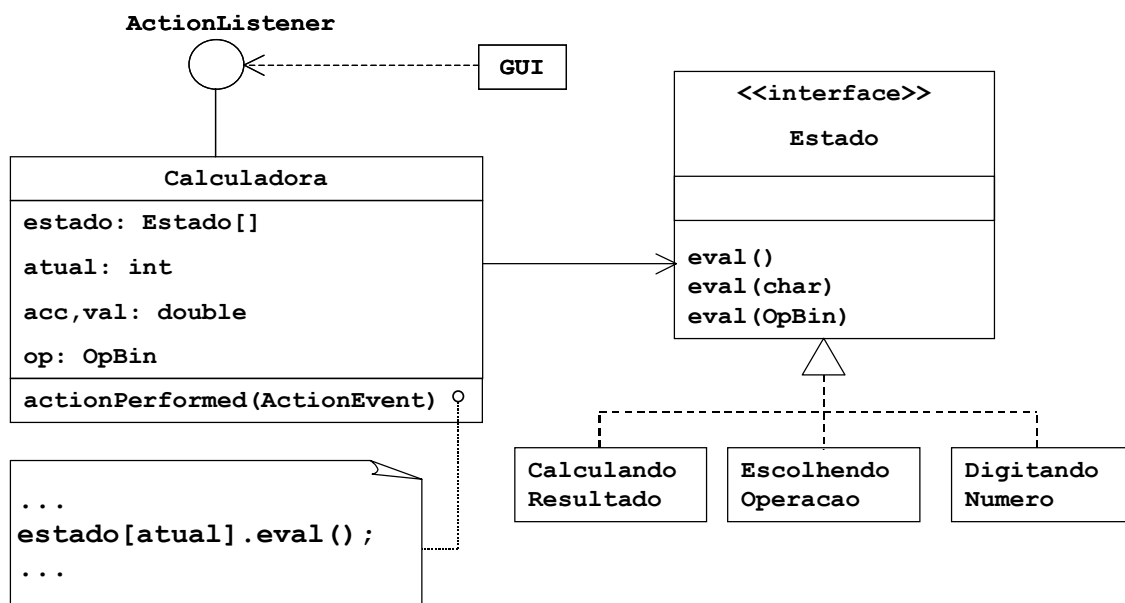 ActionListener
GUI
Calculadora
estado: Estado[]
atual: int
acc,val: double
op: OpBin
actionPerformed(ActionEvent)
...
estado[atual].eval();
...
<<interface>>
Estado
eval()
eval(char)
eval(OpBin)
Calculando
Resultado
Escolhendo
Operacao
Digitando
Numero